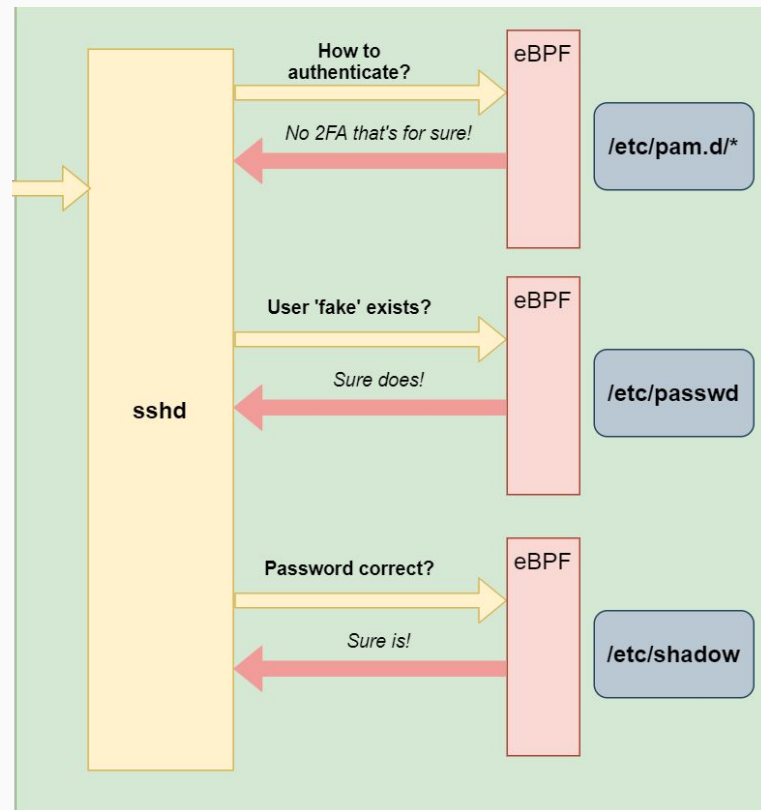 How to
authenticate?
eBPF
No 2FA that's for sure!
/etc/pam.d/*
User 'fake' exists?
eBPF
Sure does!
/etc/passwd
sshd
Password correct?
eBPF
Sure is!
/etc/shadow